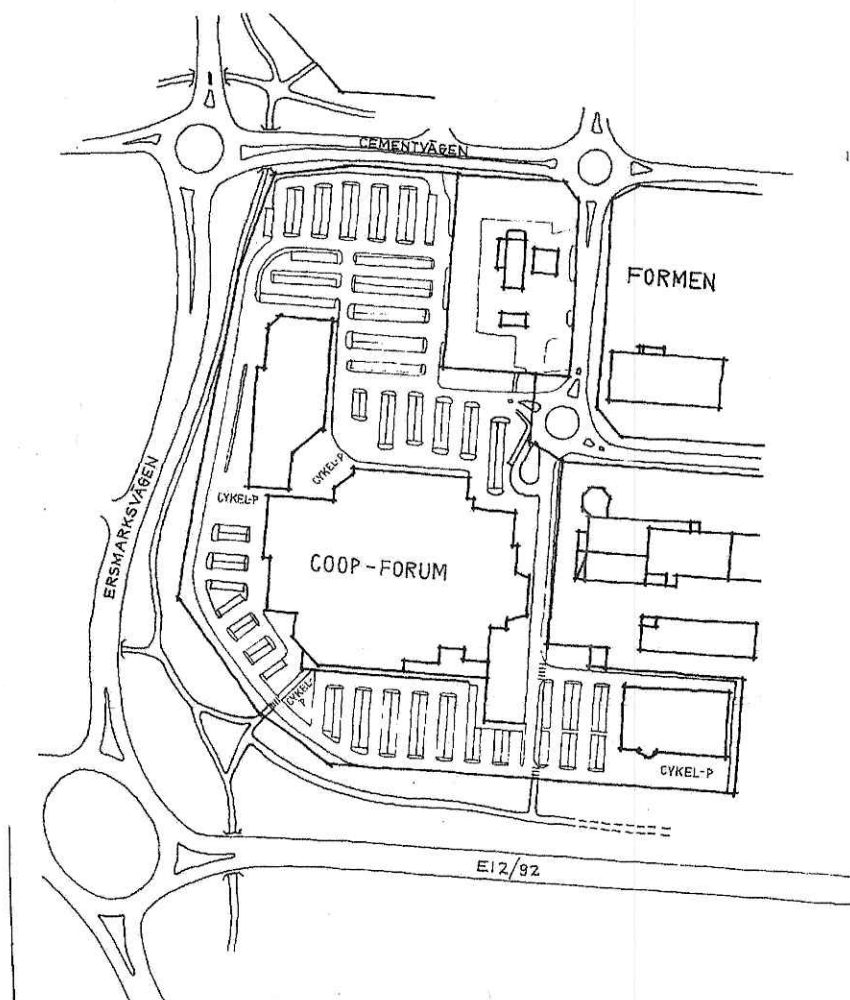 CEMENTVÄGEN
FORMEN
CYKEL-P
CYKEL-P
ERSMARKSVÄGEN
COOP-FORUM
CYKEL-
P
CYKEL-P
E12/92